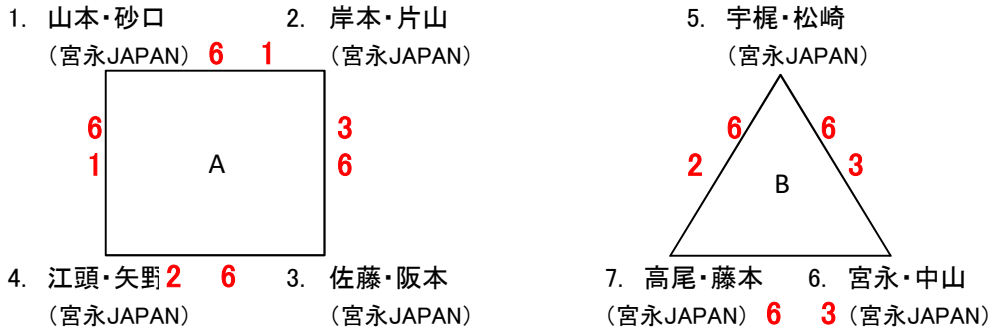 1. 山本・砂口
(宮永JAPAN)
2. 岸本・片山
(宮永JAPAN)
6 1
6
1
A
3
6
4. 江頭・矢野
(宮永JAPAN)
2 6
3. 佐藤・阪本
(宮永JAPAN)
5. 宇梶・松崎
(宮永JAPAN)
6
2
6
3
B
7. 高尾・藤本
(宮永JAPAN)
6 3
6. 宮永・中山
(宮永JAPAN)